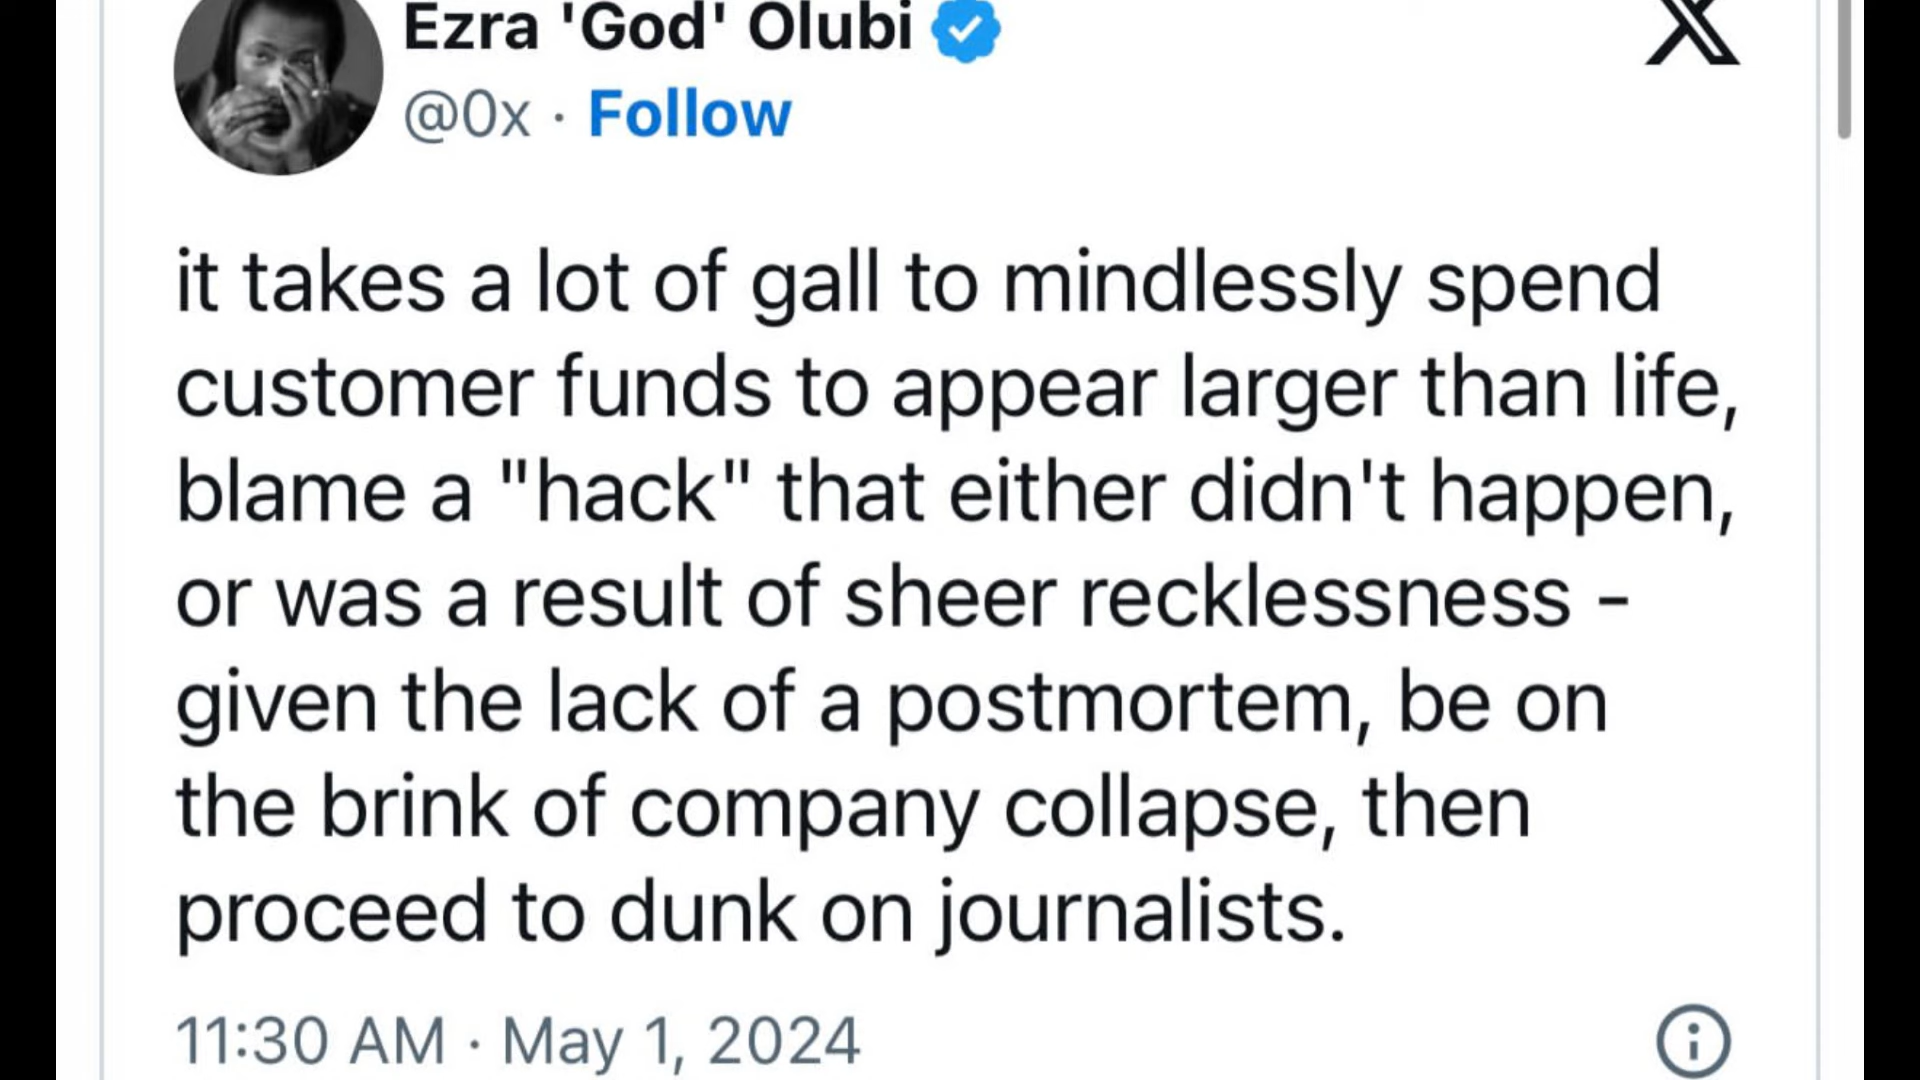 Ezra 'God' Olubi
@0x · Follow
it takes a lot of gall to mindlessly spend
customer funds to appear larger than life,
blame a "hack" that either didn't happen,
or was a result of sheer recklessness -
given the lack of a postmortem, be on
the brink of company collapse, then
proceed to dunk on journalists.
11:30 AM · May 1, 2024